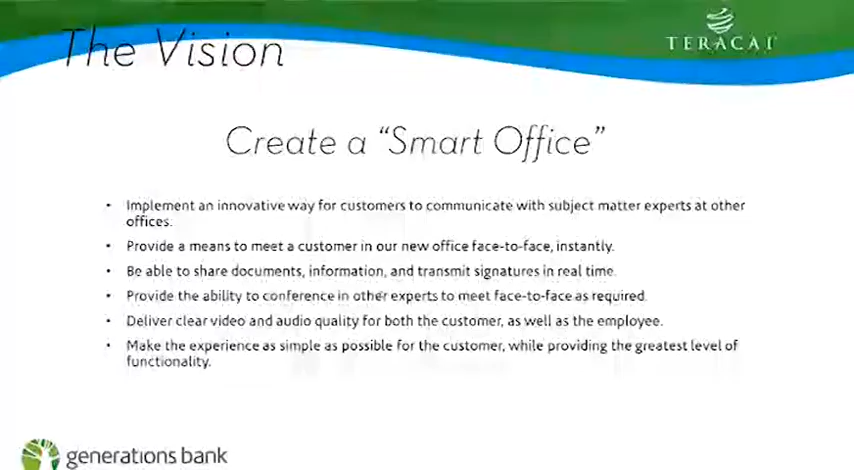 The Vision
TERACAI
Create a “Smart Office”
• Implement an innovative way for customers to communicate with subject matter experts at other
offices.
• Provide a means to meet a customer in our new office face-to-face, instantly.
• Be able to share documents, information, and transmit signatures in real time.
• Provide the ability to conference in other experts to meet face-to-face as required.
• Deliver clear video and audio quality for both the customer, as well as the employee.
• Make the experience as simple as possible for the customer, while providing the greatest level of
functionality.
generations bank